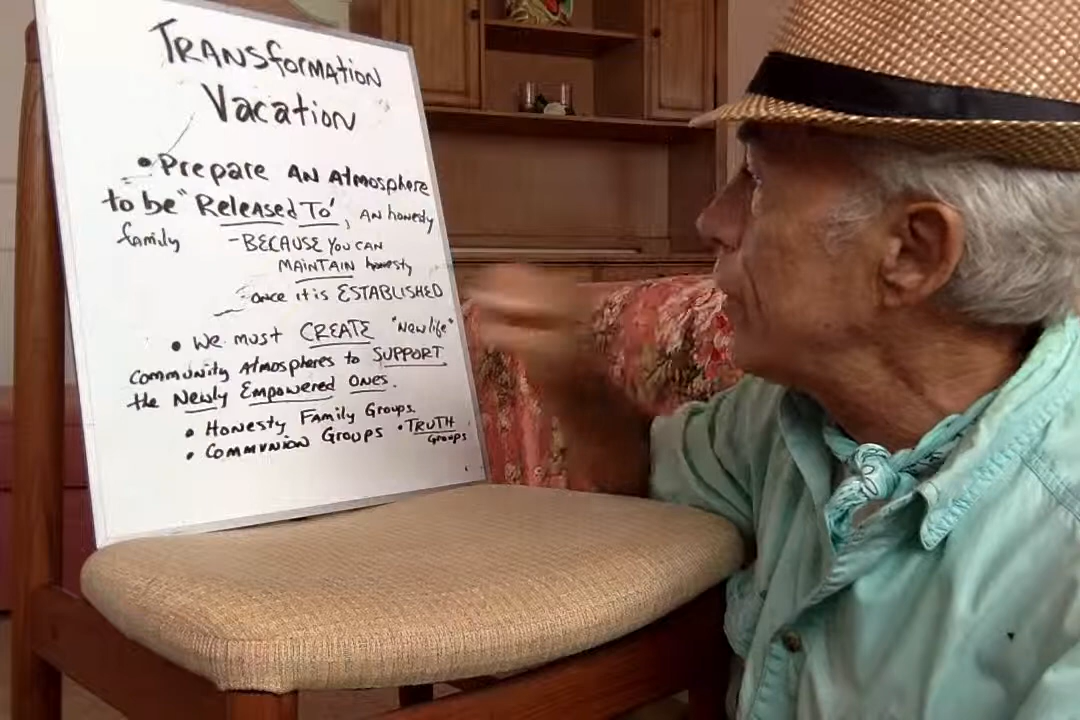 TRANSformation
Vacation
• Prepare AN Atmosphere
to be "Released To", AN honesty
family - BECAUSE YOU CAN
MAINTAIN honesty
once it is ESTABLISHED
• We must CREATE "New life"
Community Atmospheres to SUPPORT
the Newly Empowered Ones.
• Honesty Family Groups.
• Communion Groups • TRUTH
Groups